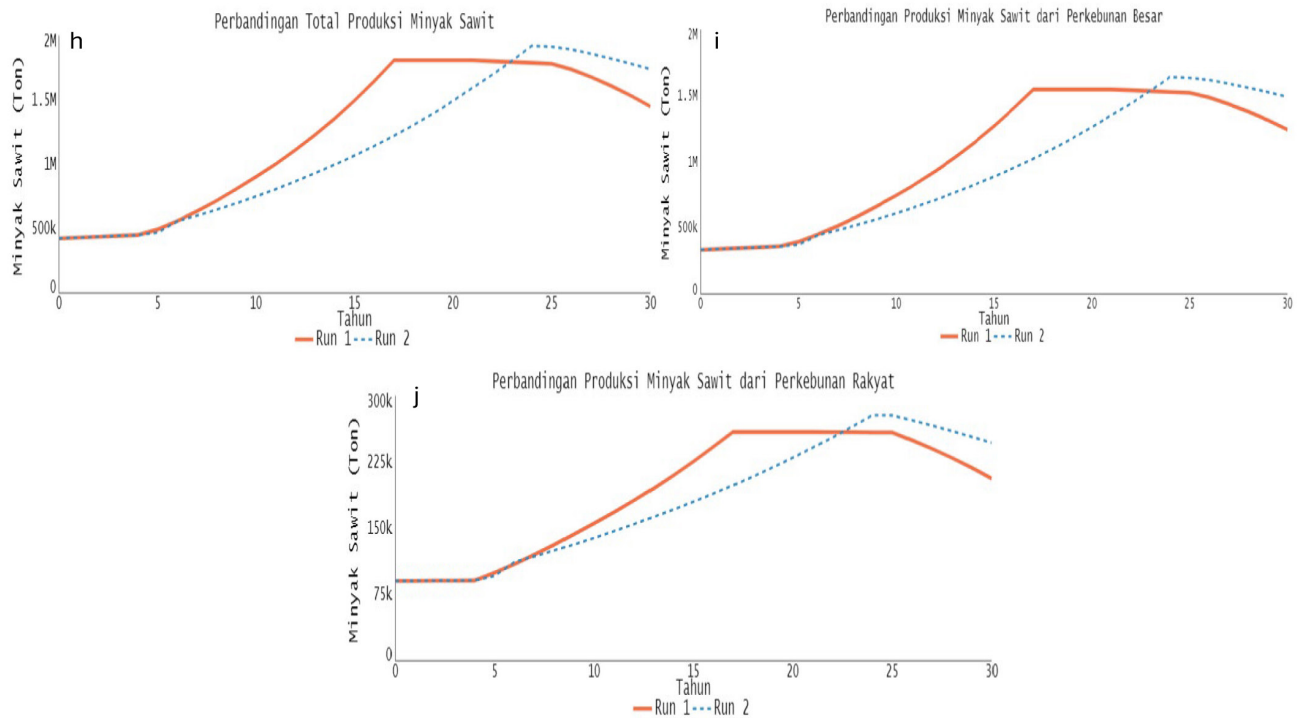 Perbandingan Total Produksi Minyak Sawit
h
Minyak Sawit (Ton)
2M
1.5M
1M
500k
0
0 5 10 15 20 25 30
Tahun
Run 1 Run 2
Perbandingan Produksi Minyak Sawit dari Perkebunan Besar
i
Minyak Sawit (Ton)
2M
1.5M
1M
500k
0
0 5 10 15 20 25 30
Tahun
Run 1 Run 2
Perbandingan Produksi Minyak Sawit dari Perkebunan Rakyat
j
Minyak Sawit (Ton)
300k
225k
150k
75k
0
0 5 10 15 20 25 30
Tahun
Run 1 Run 2